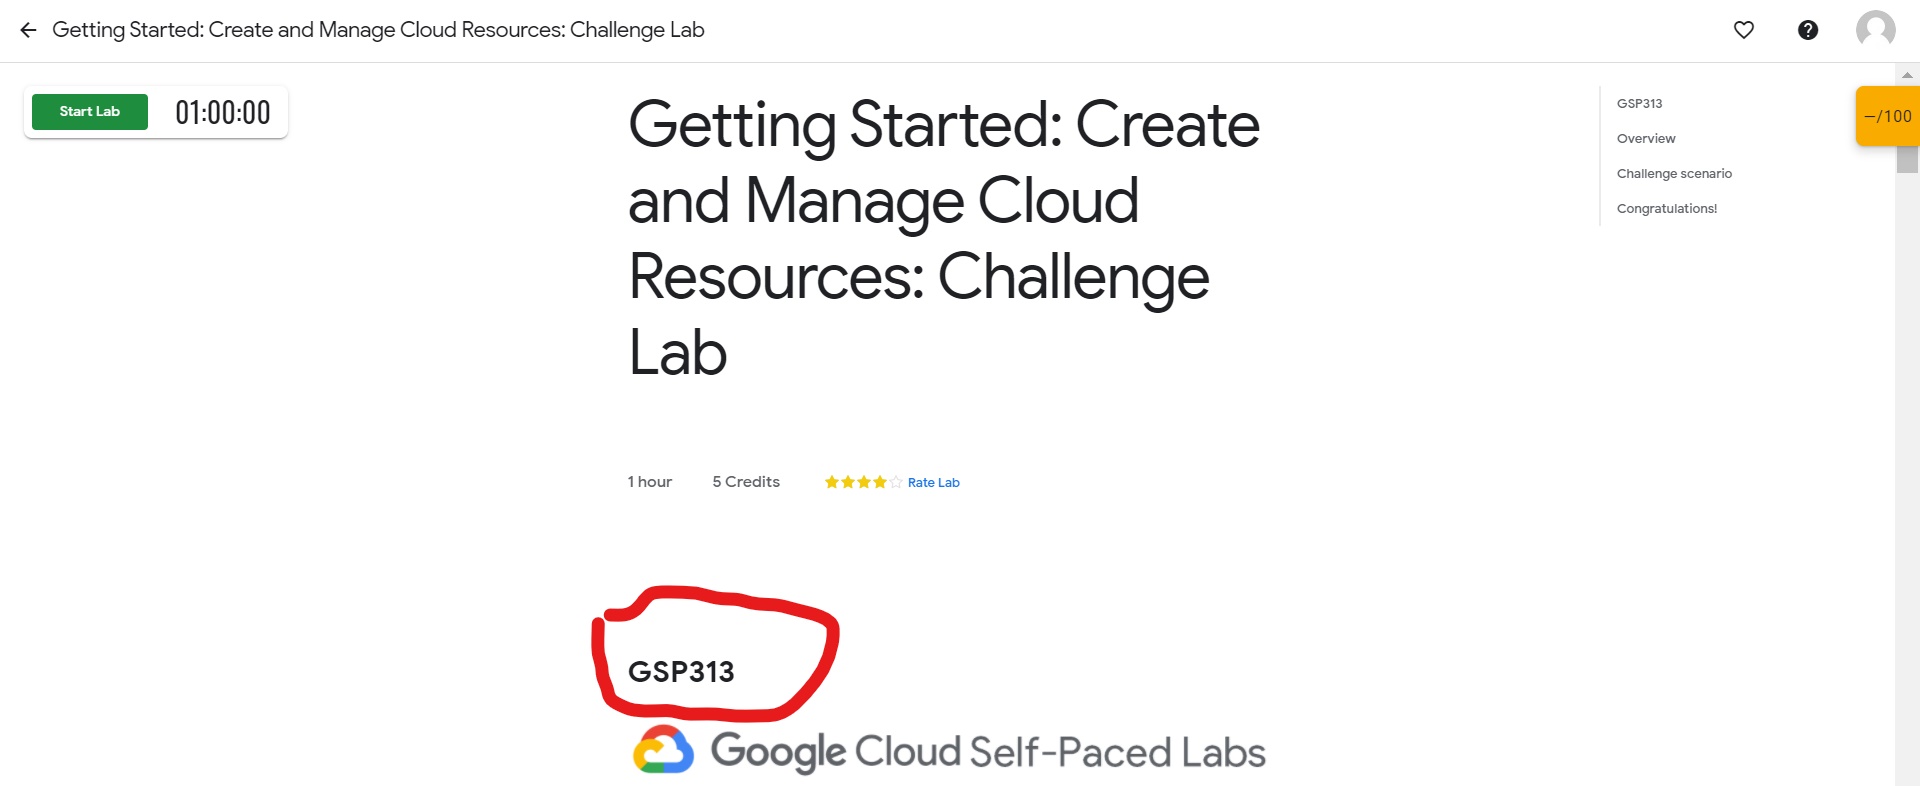 Getting Started: Create and Manage Cloud Resources: Challenge Lab
Start Lab
01:00:00
Getting Started: Create
and Manage Cloud
Resources: Challenge
Lab
GSP313
Overview
Challenge scenario
Congratulations!
—/100
1 hour
5 Credits
Rate Lab
GSP313
Google Cloud Self-Paced Labs